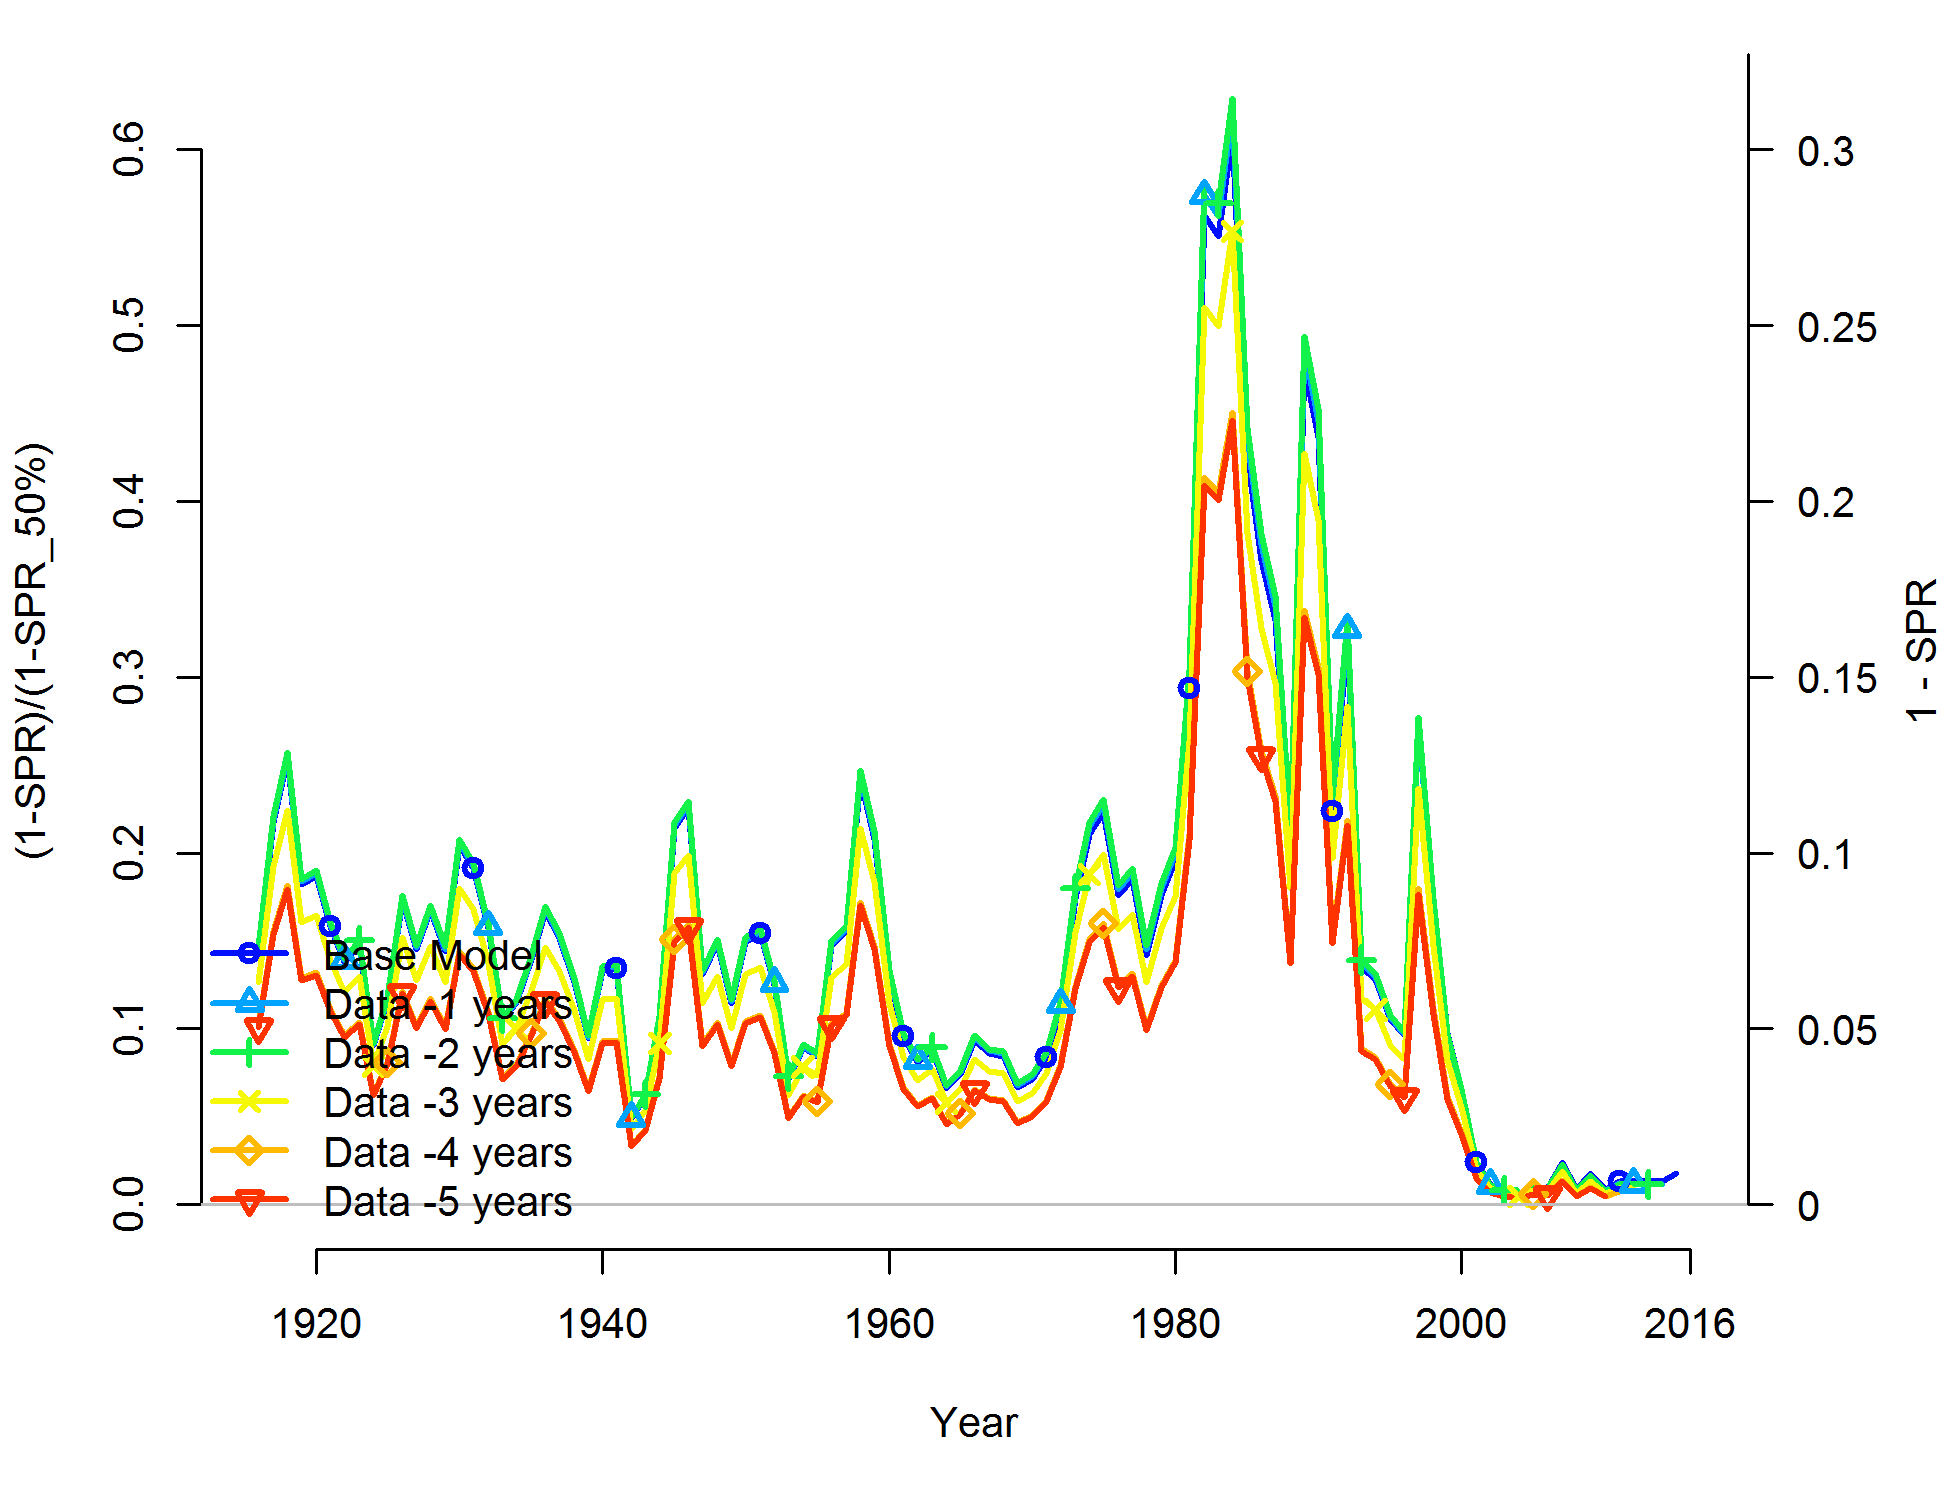 (1-SPR)/(1-SPR_50%)
0.6
0.5
0.4
0.3
0.2
0.1
0.0
Base Model
Data -1 years
Data -2 years
Data -3 years
Data -4 years
Data -5 years
0.3
0.25
0.2
0.15
0.1
0.05
0
1 - SPR
1920 1940 1960 1980 2000 2016
Year